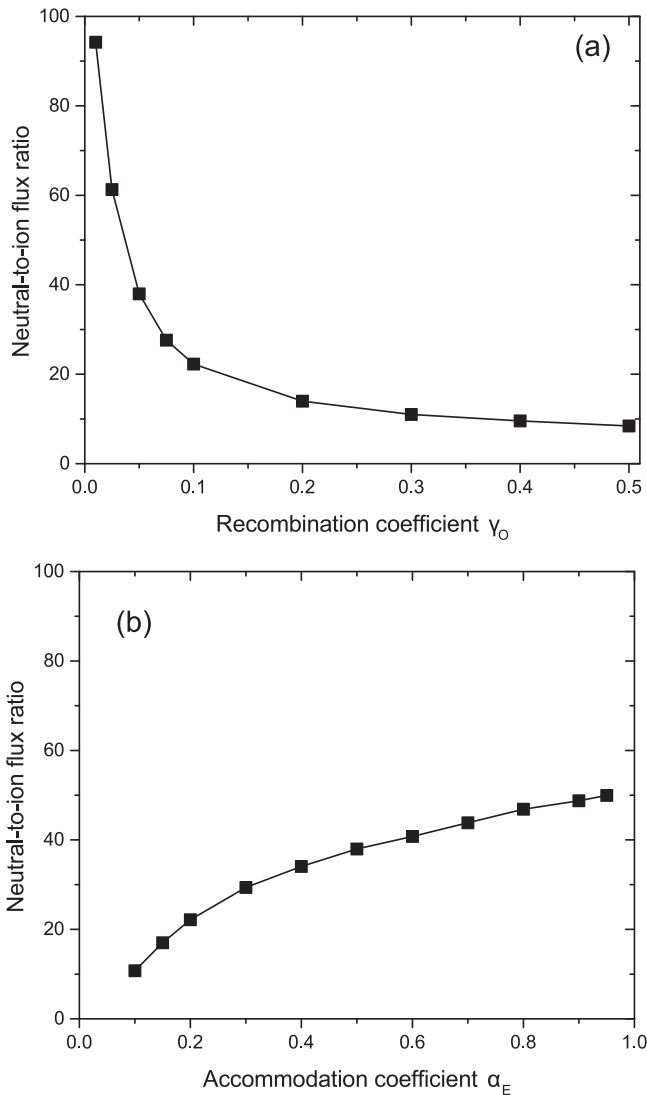 100
(a)
80
60
40
20
0
Neutral-to-ion flux ratio
0.0 0.1 0.2 0.3 0.4 0.5
Recombination coefficient γO
100
(b)
80
60
40
20
0
Neutral-to-ion flux ratio
0.0 0.2 0.4 0.6 0.8 1.0
Accommodation coefficient αE